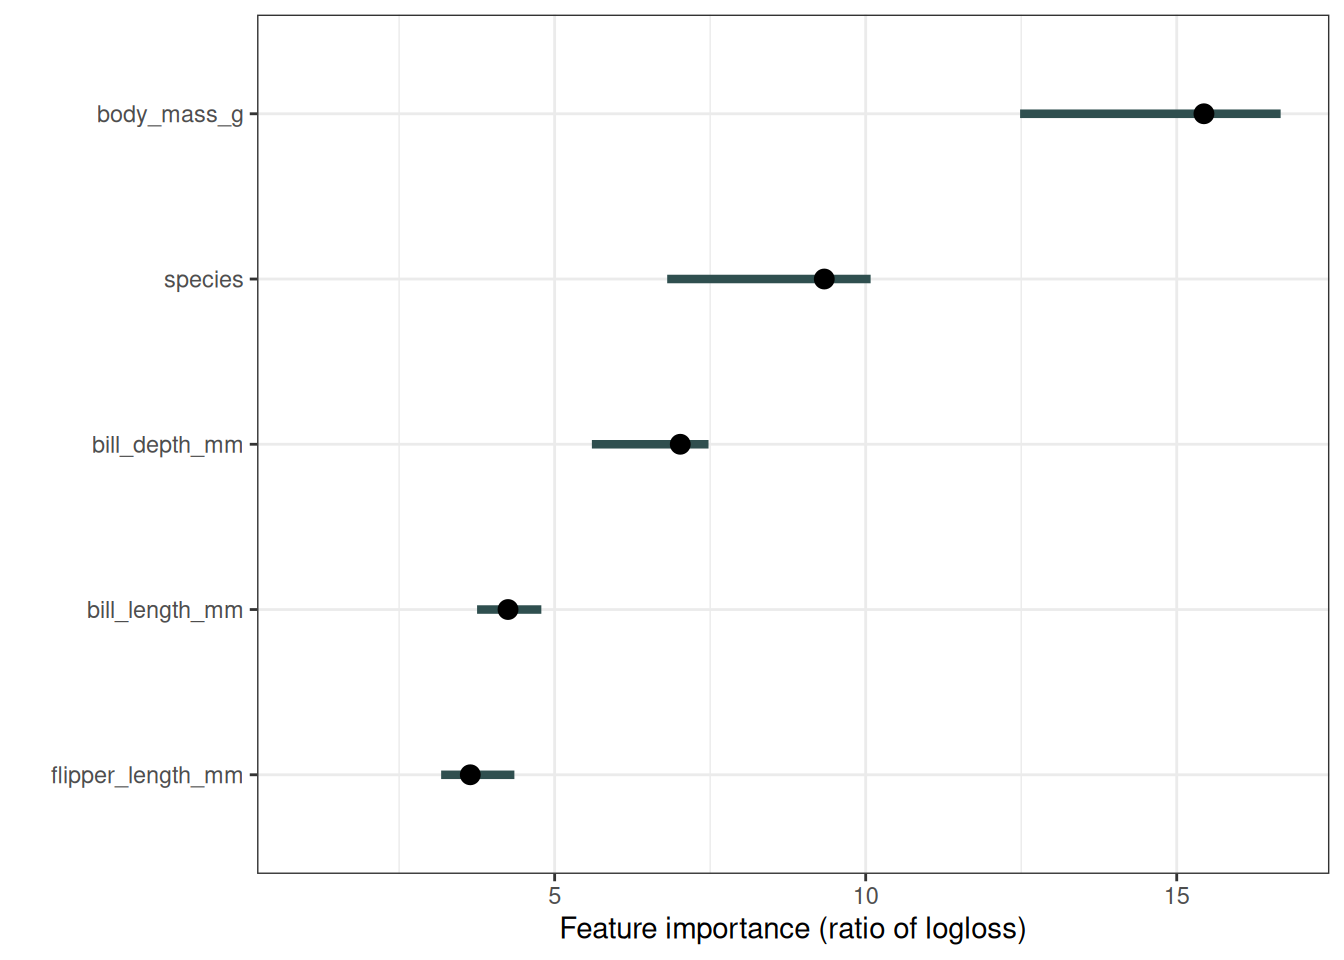 body_mass_g
species
bill_depth_mm
bill_length_mm
flipper_length_mm
5 10 15
Feature importance (ratio of logloss)